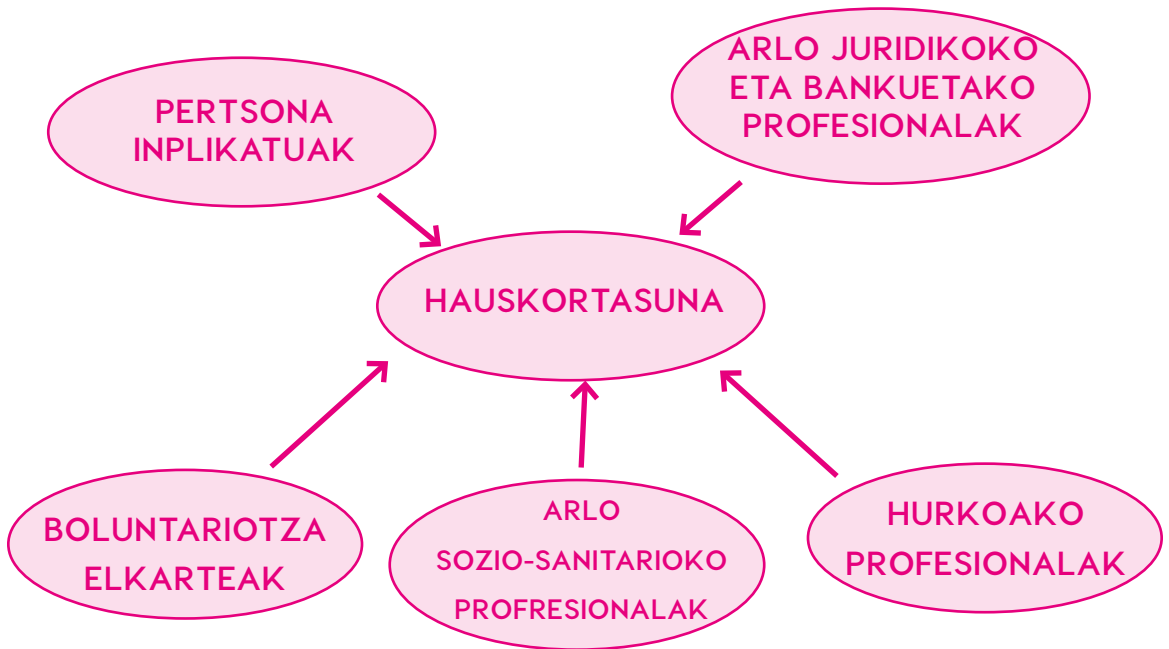 PERTSONA
INPLIKATUAK
ARLO JURIDIKOKO
ETA BANKUETAKO
PROFESIONALAK
HAUSKORTASUNA
BOLUNTARIOTZA
ELKARTEAK
ARLO
SOZIO-SANITARIOKO
PROFRESIONALAK
HURKOAKO
PROFESIONALAK